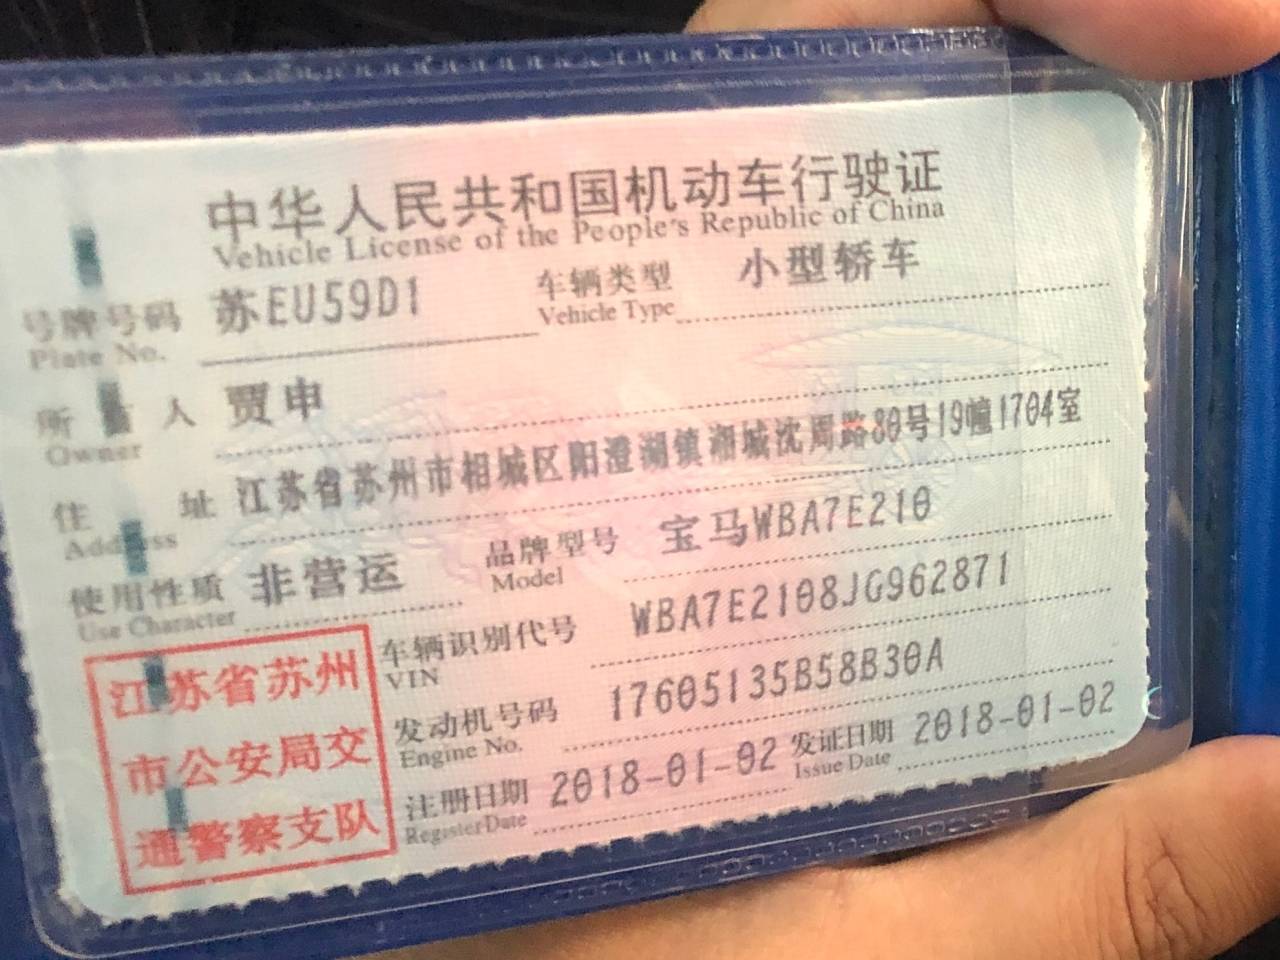 中华人民共和国机动车行驶证
Vehicle License of the People's Republic of China
号牌号码 苏EU59D1 车辆类型 小型轿车
Plate No. Vehicle Type
所有人 贾申
Owner
住址 江苏省苏州市相城区阳澄湖镇湘城沈周路80号19幢1704室
Address
使用性质 非营运 品牌型号 宝马WBA7E210
Use Character Model
车辆识别代号 WBA7E2108JG962871
VIN
发动机号码 17605135B58B30A
Engine No.
注册日期 2018-01-02 发证日期 2018-01-02
Register Date Issue Date
江苏省苏州
市公安局交
通警察支队